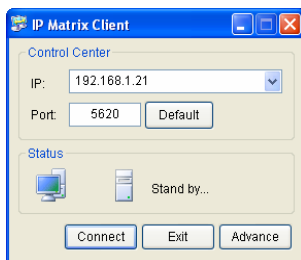 IP Matrix Client
Control Center
IP: 192.168.1.21
Port: 5620 Default
Status
Stand by...
Connect Exit Advance